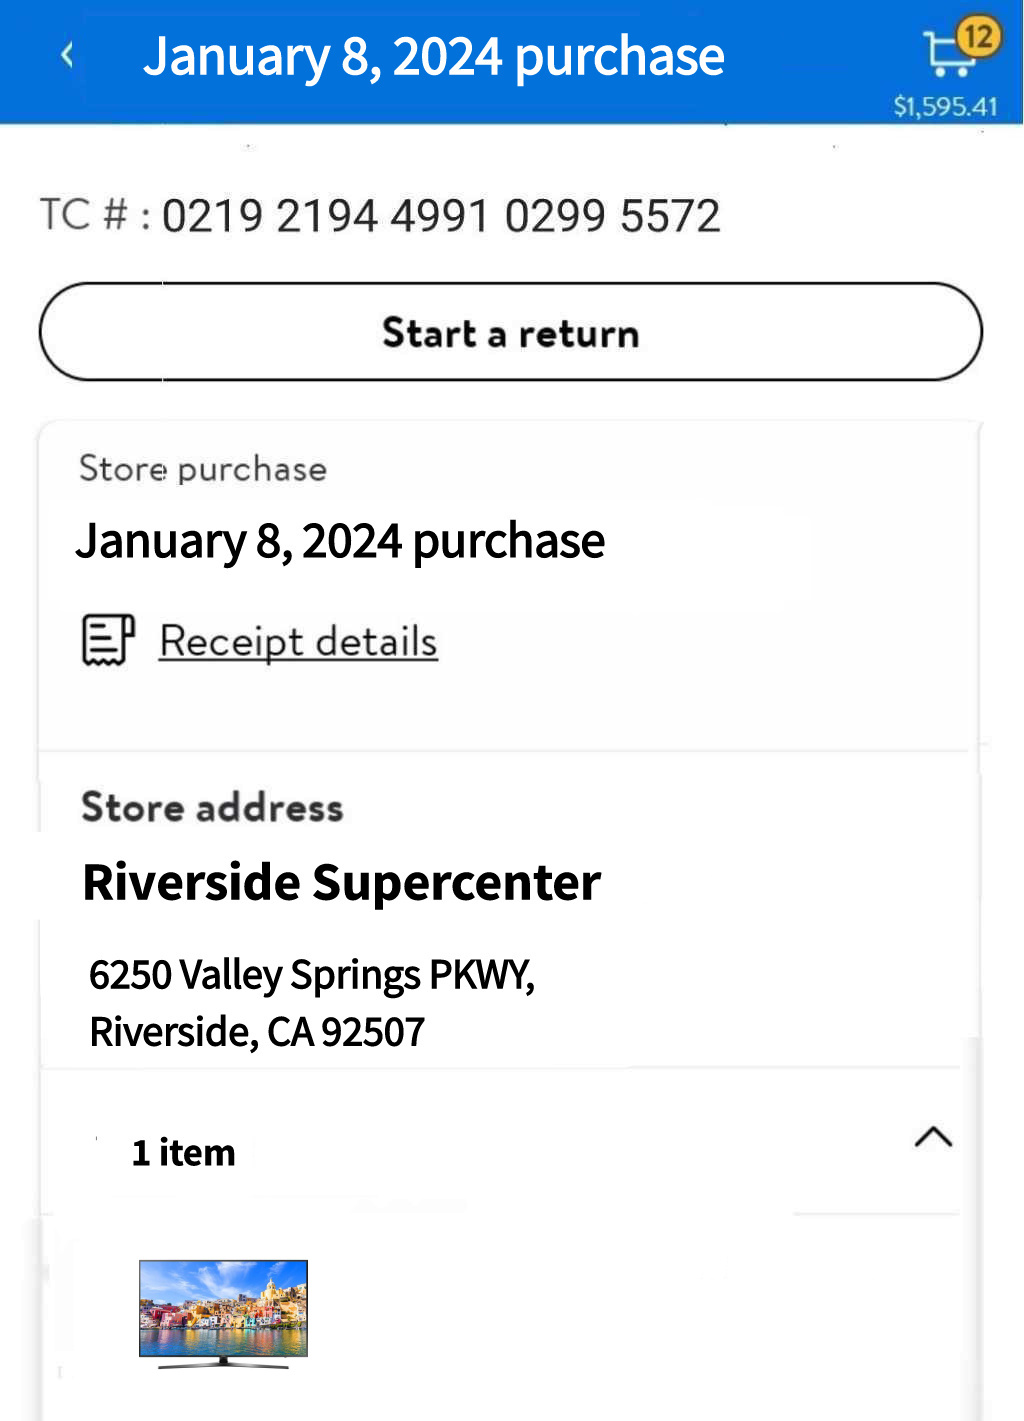 January 8, 2024 purchase
12
$1,595.41
TC # : 0219 2194 4991 0299 5572
Start a return
Store purchase
January 8, 2024 purchase
Receipt details
Store address
Riverside Supercenter
6250 Valley Springs PKWY,
Riverside, CA 92507
1 item